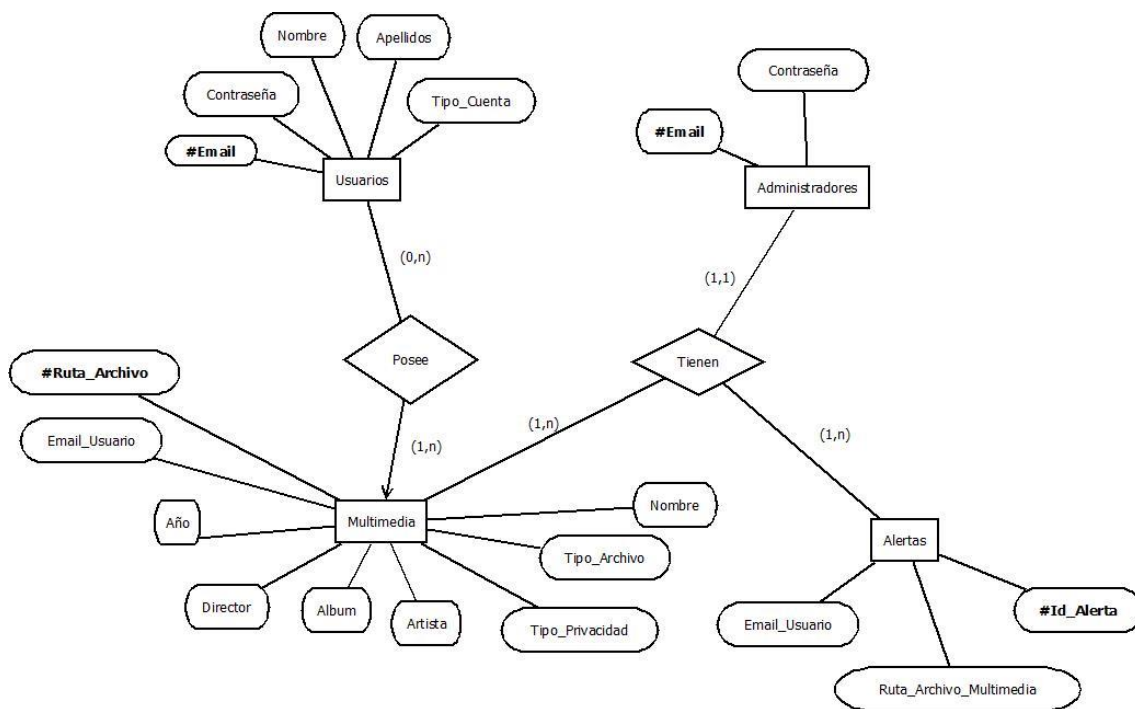 Nombre
Apellidos
Contraseña
Contraseña
Tipo_Cuenta
#Email
#Email
Usuarios
Administradores
(0,n)
(1,1)
Posee
Tienen
#Ruta_Archivo
Email_Usuario
(1,n)
(1,n)
(1,n)
Año
Multimedia
Nombre
Tipo_Archivo
Alertas
Director
Album
Artista
Tipo_Privacidad
Email_Usuario
#Id_Alerta
Ruta_Archivo_Multimedia